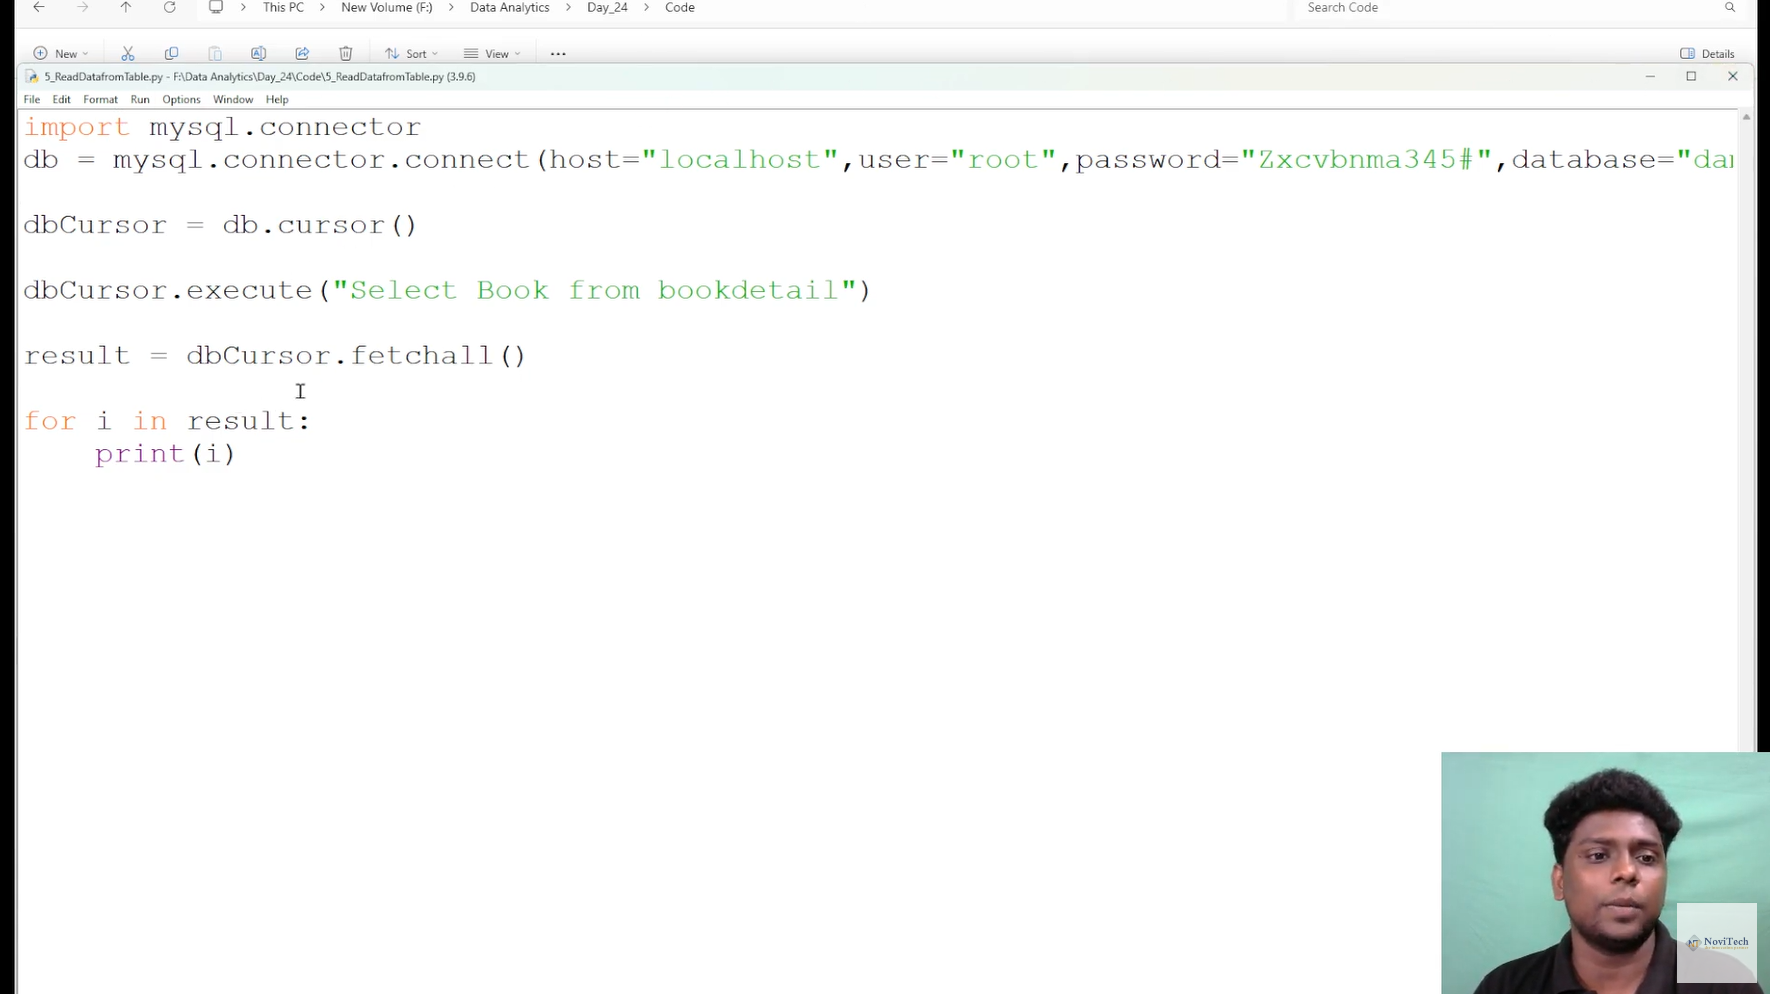 This PC > New Volume (F:) > Data Analytics > Day_24 > Code
Search Code
New
Sort
View
Details
5_ReadDatafromTable.py - F:\Data Analytics\Day_24\Code\5_ReadDatafromTable.py (3.9.6)
File Edit Format Run Options Window Help
import mysql.connector
db = mysql.connector.connect(host="localhost",user="root",password="Zxcvbnma345#",database="dan
dbCursor = db.cursor()
dbCursor.execute("Select Book from bookdetail")
result = dbCursor.fetchall()
for i in result:
print(i)
NoviTech